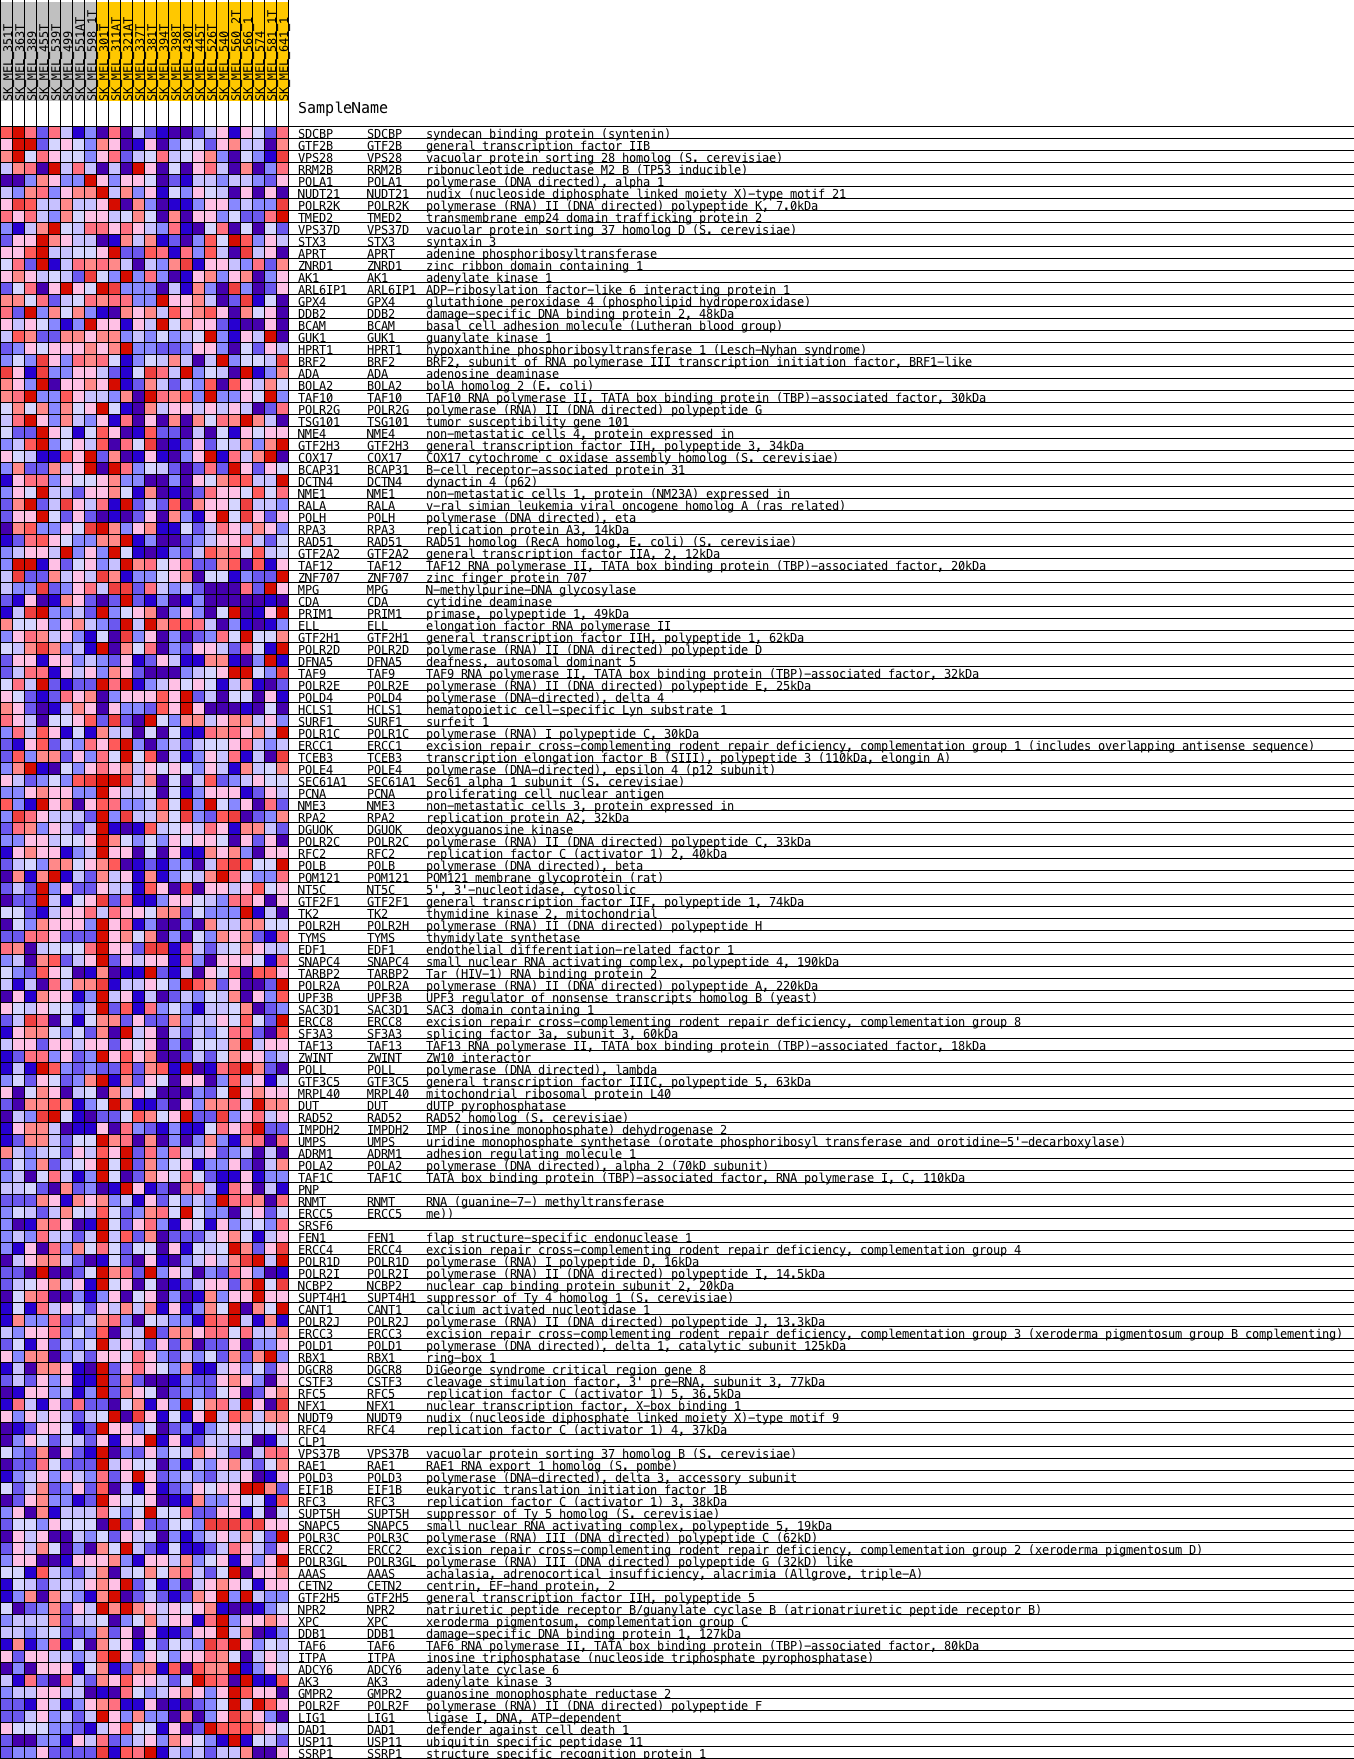 SK_MEL_351T
SK_MEL_363T
SK_MEL_389
SK_MEL_455T
SK_MEL_539T
SK_MEL_499
SK_MEL_551AT
SK_MEL_598_1T
SK_MEL_301T
SK_MEL_311AT
SK_MEL_321AT
SK_MEL_337T
SK_MEL_381T
SK_MEL_394T
SK_MEL_398T
SK_MEL_430T
SK_MEL_445T
SK_MEL_526T
SK_MEL_540
SK_MEL_560_2T
SK_MEL_566_1
SK_MEL_574
SK_MEL_581_1T
SK_MEL_641_1
SampleName
SDCBP SDCBP syndecan binding protein (syntenin)
GTF2B GTF2B general transcription factor IIB
VPS28 VPS28 vacuolar protein sorting 28 homolog (S. cerevisiae)
RRM2B RRM2B ribonucleotide reductase M2 B (TP53 inducible)
POLA1 POLA1 polymerase (DNA directed), alpha 1
NUDT21 NUDT21 nudix (nucleoside diphosphate linked moiety X)-type motif 21
POLR2K POLR2K polymerase (RNA) II (DNA directed) polypeptide K, 7.0kDa
TMED2 TMED2 transmembrane emp24 domain trafficking protein 2
VPS37D VPS37D vacuolar protein sorting 37 homolog D (S. cerevisiae)
STX3 STX3 syntaxin 3
APRT APRT adenine phosphoribosyltransferase
ZNRD1 ZNRD1 zinc ribbon domain containing 1
AK1 AK1 adenylate kinase 1
ARL6IP1 ARL6IP1 ADP-ribosylation factor-like 6 interacting protein 1
GPX4 GPX4 glutathione peroxidase 4 (phospholipid hydroperoxidase)
DDB2 DDB2 damage-specific DNA binding protein 2, 48kDa
BCAM BCAM basal cell adhesion molecule (Lutheran blood group)
GUK1 GUK1 guanylate kinase 1
HPRT1 HPRT1 hypoxanthine phosphoribosyltransferase 1 (Lesch-Nyhan syndrome)
BRF2 BRF2 BRF2, subunit of RNA polymerase III transcription initiation factor, BRF1-like
ADA ADA adenosine deaminase
BOLA2 BOLA2 bolA homolog 2 (E. coli)
TAF10 TAF10 TAF10 RNA polymerase II, TATA box binding protein (TBP)-associated factor, 30kDa
POLR2G POLR2G polymerase (RNA) II (DNA directed) polypeptide G
TSG101 TSG101 tumor susceptibility gene 101
NME4 NME4 non-metastatic cells 4, protein expressed in
GTF2H3 GTF2H3 general transcription factor IIH, polypeptide 3, 34kDa
COX17 COX17 COX17 cytochrome c oxidase assembly homolog (S. cerevisiae)
BCAP31 BCAP31 B-cell receptor-associated protein 31
DCTN4 DCTN4 dynactin 4 (p62)
NME1 NME1 non-metastatic cells 1, protein (NM23A) expressed in
RALA RALA v-ral simian leukemia viral oncogene homolog A (ras related)
POLH POLH polymerase (DNA directed), eta
RPA3 RPA3 replication protein A3, 14kDa
RAD51 RAD51 RAD51 homolog (RecA homolog, E. coli) (S. cerevisiae)
GTF2A2 GTF2A2 general transcription factor IIA, 2, 12kDa
TAF12 TAF12 TAF12 RNA polymerase II, TATA box binding protein (TBP)-associated factor, 20kDa
ZNF707 ZNF707 zinc finger protein 707
MPG MPG N-methylpurine-DNA glycosylase
CDA CDA cytidine deaminase
PRIM1 PRIM1 primase, polypeptide 1, 49kDa
ELL ELL elongation factor RNA polymerase II
GTF2H1 GTF2H1 general transcription factor IIH, polypeptide 1, 62kDa
POLR2D POLR2D polymerase (RNA) II (DNA directed) polypeptide D
DFNA5 DFNA5 deafness, autosomal dominant 5
TAF9 TAF9 TAF9 RNA polymerase II, TATA box binding protein (TBP)-associated factor, 32kDa
POLR2E POLR2E polymerase (RNA) II (DNA directed) polypeptide E, 25kDa
POLD4 POLD4 polymerase (DNA-directed), delta 4
HCLS1 HCLS1 hematopoietic cell-specific Lyn substrate 1
SURF1 SURF1 surfeit 1
POLR1C POLR1C polymerase (RNA) I polypeptide C, 30kDa
ERCC1 ERCC1 excision repair cross-complementing rodent repair deficiency, complementation group 1 (includes overlapping antisense sequence)
TCEB3 TCEB3 transcription elongation factor B (SIII), polypeptide 3 (110kDa, elongin A)
POLE4 POLE4 polymerase (DNA-directed), epsilon 4 (p12 subunit)
SEC61A1 SEC61A1 Sec61 alpha 1 subunit (S. cerevisiae)
PCNA PCNA proliferating cell nuclear antigen
NME3 NME3 non-metastatic cells 3, protein expressed in
RPA2 RPA2 replication protein A2, 32kDa
DGUOK DGUOK deoxyguanosine kinase
POLR2C POLR2C polymerase (RNA) II (DNA directed) polypeptide C, 33kDa
RFC2 RFC2 replication factor C (activator 1) 2, 40kDa
POLB POLB polymerase (DNA directed), beta
POM121 POM121 POM121 membrane glycoprotein (rat)
NT5C NT5C 5', 3'-nucleotidase, cytosolic
GTF2F1 GTF2F1 general transcription factor IIF, polypeptide 1, 74kDa
TK2 TK2 thymidine kinase 2, mitochondrial
POLR2H POLR2H polymerase (RNA) II (DNA directed) polypeptide H
TYMS TYMS thymidylate synthetase
EDF1 EDF1 endothelial differentiation-related factor 1
SNAPC4 SNAPC4 small nuclear RNA activating complex, polypeptide 4, 190kDa
TARBP2 TARBP2 Tar (HIV-1) RNA binding protein 2
POLR2A POLR2A polymerase (RNA) II (DNA directed) polypeptide A, 220kDa
UPF3B UPF3B UPF3 regulator of nonsense transcripts homolog B (yeast)
SAC3D1 SAC3D1 SAC3 domain containing 1
ERCC8 ERCC8 excision repair cross-complementing rodent repair deficiency, complementation group 8
SF3A3 SF3A3 splicing factor 3a, subunit 3, 60kDa
TAF13 TAF13 TAF13 RNA polymerase II, TATA box binding protein (TBP)-associated factor, 18kDa
ZWINT ZWINT ZW10 interactor
POLL POLL polymerase (DNA directed), lambda
GTF3C5 GTF3C5 general transcription factor IIIC, polypeptide 5, 63kDa
MRPL40 MRPL40 mitochondrial ribosomal protein L40
DUT DUT dUTP pyrophosphatase
RAD52 RAD52 RAD52 homolog (S. cerevisiae)
IMPDH2 IMPDH2 IMP (inosine monophosphate) dehydrogenase 2
UMPS UMPS uridine monophosphate synthetase (orotate phosphoribosyl transferase and orotidine-5'-decarboxylase)
ADRM1 ADRM1 adhesion regulating molecule 1
POLA2 POLA2 polymerase (DNA directed), alpha 2 (70kD subunit)
TAF1C TAF1C TATA box binding protein (TBP)-associated factor, RNA polymerase I, C, 110kDa
PNP
RNMT RNMT RNA (guanine-7-) methyltransferase
ERCC5 ERCC5 me))
SRSF6
FEN1 FEN1 flap structure-specific endonuclease 1
ERCC4 ERCC4 excision repair cross-complementing rodent repair deficiency, complementation group 4
POLR1D POLR1D polymerase (RNA) I polypeptide D, 16kDa
POLR2I POLR2I polymerase (RNA) II (DNA directed) polypeptide I, 14.5kDa
NCBP2 NCBP2 nuclear cap binding protein subunit 2, 20kDa
SUPT4H1 SUPT4H1 suppressor of Ty 4 homolog 1 (S. cerevisiae)
CANT1 CANT1 calcium activated nucleotidase 1
POLR2J POLR2J polymerase (RNA) II (DNA directed) polypeptide J, 13.3kDa
ERCC3 ERCC3 excision repair cross-complementing rodent repair deficiency, complementation group 3 (xeroderma pigmentosum group B complementing)
POLD1 POLD1 polymerase (DNA directed), delta 1, catalytic subunit 125kDa
RBX1 RBX1 ring-box 1
DGCR8 DGCR8 DiGeorge syndrome critical region gene 8
CSTF3 CSTF3 cleavage stimulation factor, 3' pre-RNA, subunit 3, 77kDa
RFC5 RFC5 replication factor C (activator 1) 5, 36.5kDa
NFX1 NFX1 nuclear transcription factor, X-box binding 1
NUDT9 NUDT9 nudix (nucleoside diphosphate linked moiety X)-type motif 9
RFC4 RFC4 replication factor C (activator 1) 4, 37kDa
CLP1
VPS37B VPS37B vacuolar protein sorting 37 homolog B (S. cerevisiae)
RAE1 RAE1 RAE1 RNA export 1 homolog (S. pombe)
POLD3 POLD3 polymerase (DNA-directed), delta 3, accessory subunit
EIF1B EIF1B eukaryotic translation initiation factor 1B
RFC3 RFC3 replication factor C (activator 1) 3, 38kDa
SUPT5H SUPT5H suppressor of Ty 5 homolog (S. cerevisiae)
SNAPC5 SNAPC5 small nuclear RNA activating complex, polypeptide 5, 19kDa
POLR3C POLR3C polymerase (RNA) III (DNA directed) polypeptide C (62kD)
ERCC2 ERCC2 excision repair cross-complementing rodent repair deficiency, complementation group 2 (xeroderma pigmentosum D)
POLR3GL POLR3GL polymerase (RNA) III (DNA directed) polypeptide G (32kD) like
AAAS AAAS achalasia, adrenocortical insufficiency, alacrimia (Allgrove, triple-A)
CETN2 CETN2 centrin, EF-hand protein, 2
GTF2H5 GTF2H5 general transcription factor IIH, polypeptide 5
NPR2 NPR2 natriuretic peptide receptor B/guanylate cyclase B (atrionatriuretic peptide receptor B)
XPC XPC xeroderma pigmentosum, complementation group C
DDB1 DDB1 damage-specific DNA binding protein 1, 127kDa
TAF6 TAF6 TAF6 RNA polymerase II, TATA box binding protein (TBP)-associated factor, 80kDa
ITPA ITPA inosine triphosphatase (nucleoside triphosphate pyrophosphatase)
ADCY6 ADCY6 adenylate cyclase 6
AK3 AK3 adenylate kinase 3
GMPR2 GMPR2 guanosine monophosphate reductase 2
POLR2F POLR2F polymerase (RNA) II (DNA directed) polypeptide F
LIG1 LIG1 ligase I, DNA, ATP-dependent
DAD1 DAD1 defender against cell death 1
USP11 USP11 ubiquitin specific peptidase 11
SSRP1 SSRP1 structure specific recognition protein 1